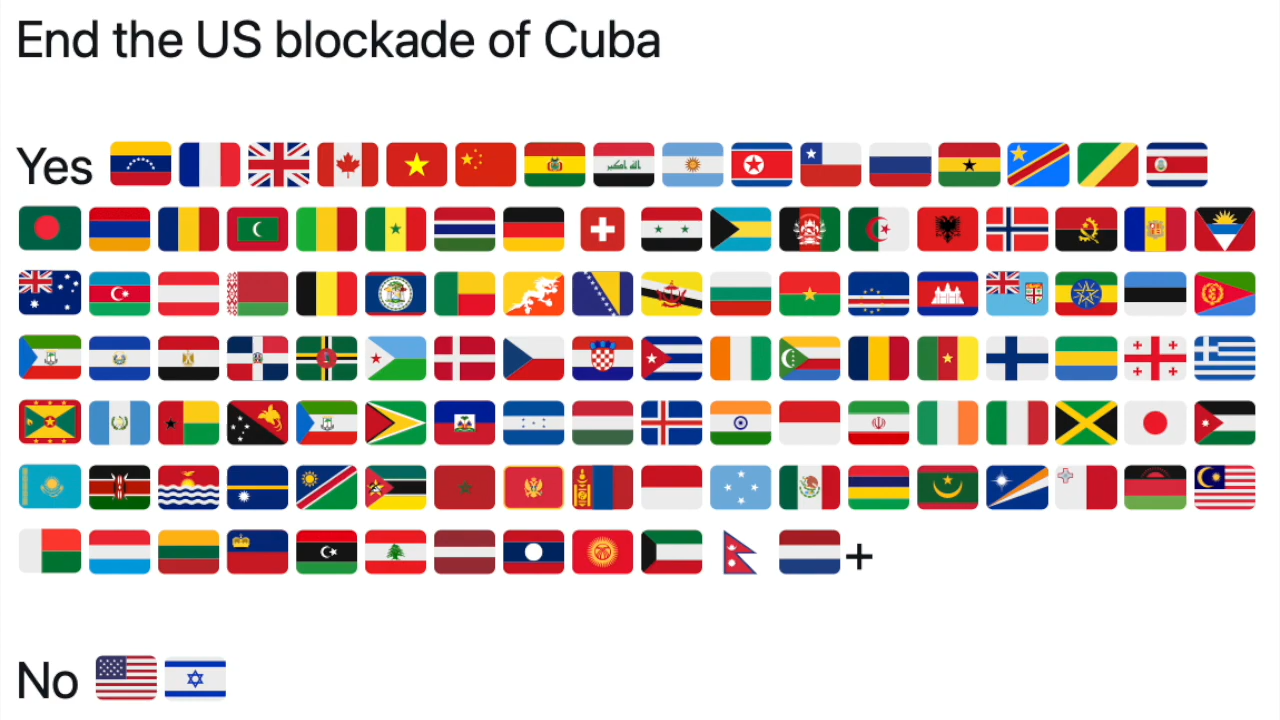 End the US blockade of Cuba
Yes
+
No